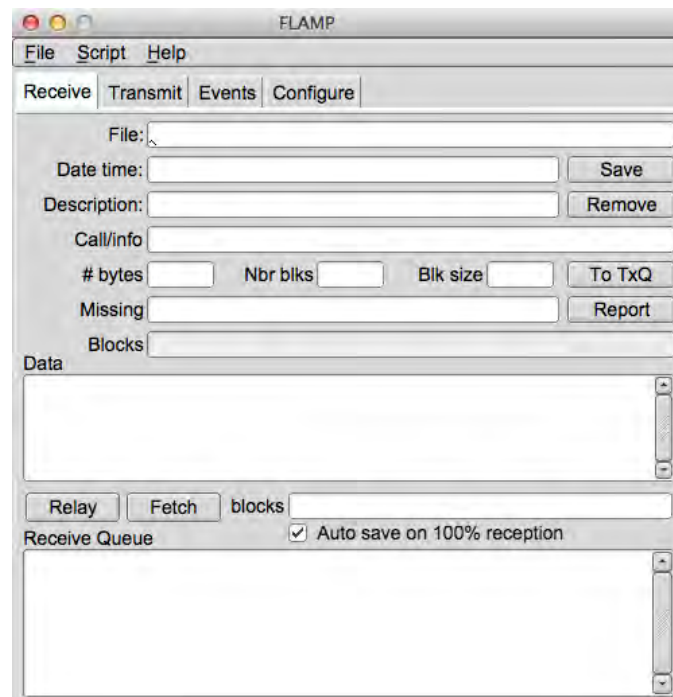 FLAMP
File Script Help
Receive Transmit Events Configure
File:
Date time: Save
Description: Remove
Call/info
# bytes Nbr blks Blk size To TxQ
Missing Report
Blocks
Data
Relay Fetch blocks
Auto save on 100% reception
Receive Queue